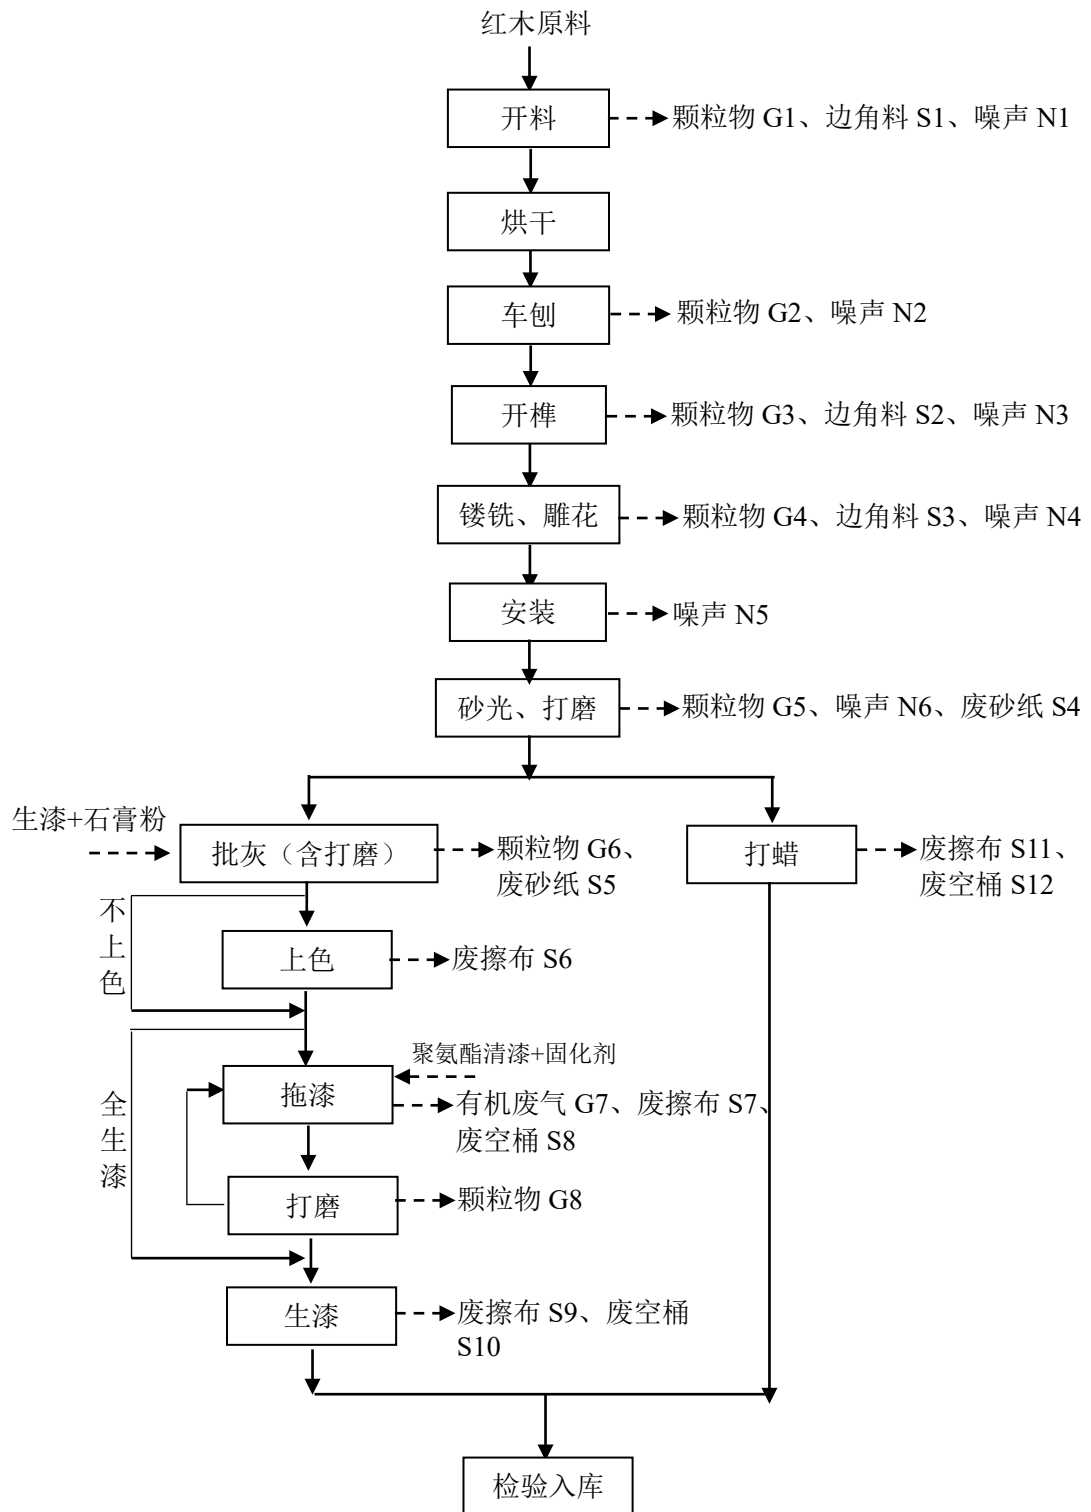 红木原料
开料
颗粒物 G1、边角料 S1、噪声 N1
烘干
车刨
颗粒物 G2、噪声 N2
开榫
颗粒物 G3、边角料 S2、噪声 N3
镂铣、雕花
颗粒物 G4、边角料 S3、噪声 N4
安装
噪声 N5
砂光、打磨
颗粒物 G5、噪声 N6、废砂纸 S4
生漆+石膏粉
批灰（含打磨）
颗粒物 G6、
废砂纸 S5
打蜡
废擦布 S11、
废空桶 S12
不上色
上色
废擦布 S6
聚氨酯清漆+固化剂
拖漆
有机废气 G7、废擦布 S7、
废空桶 S8
全生漆
打磨
颗粒物 G8
生漆
废擦布 S9、废空桶
S10
检验入库